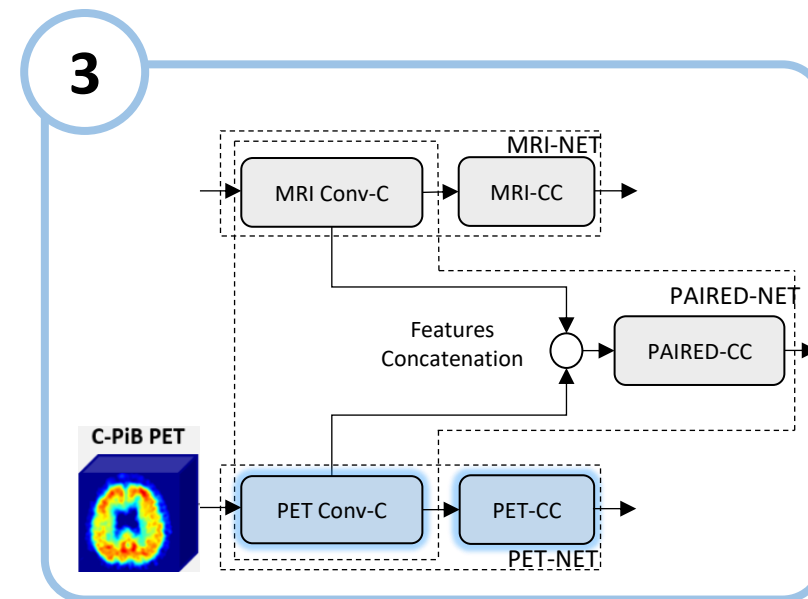 3
MRI-NET
MRI Conv-C
MRI-CC
PAIRED-NET
Features
Concatenation
PAIRED-CC
C-PiB PET
PET Conv-C
PET-CC
PET-NET